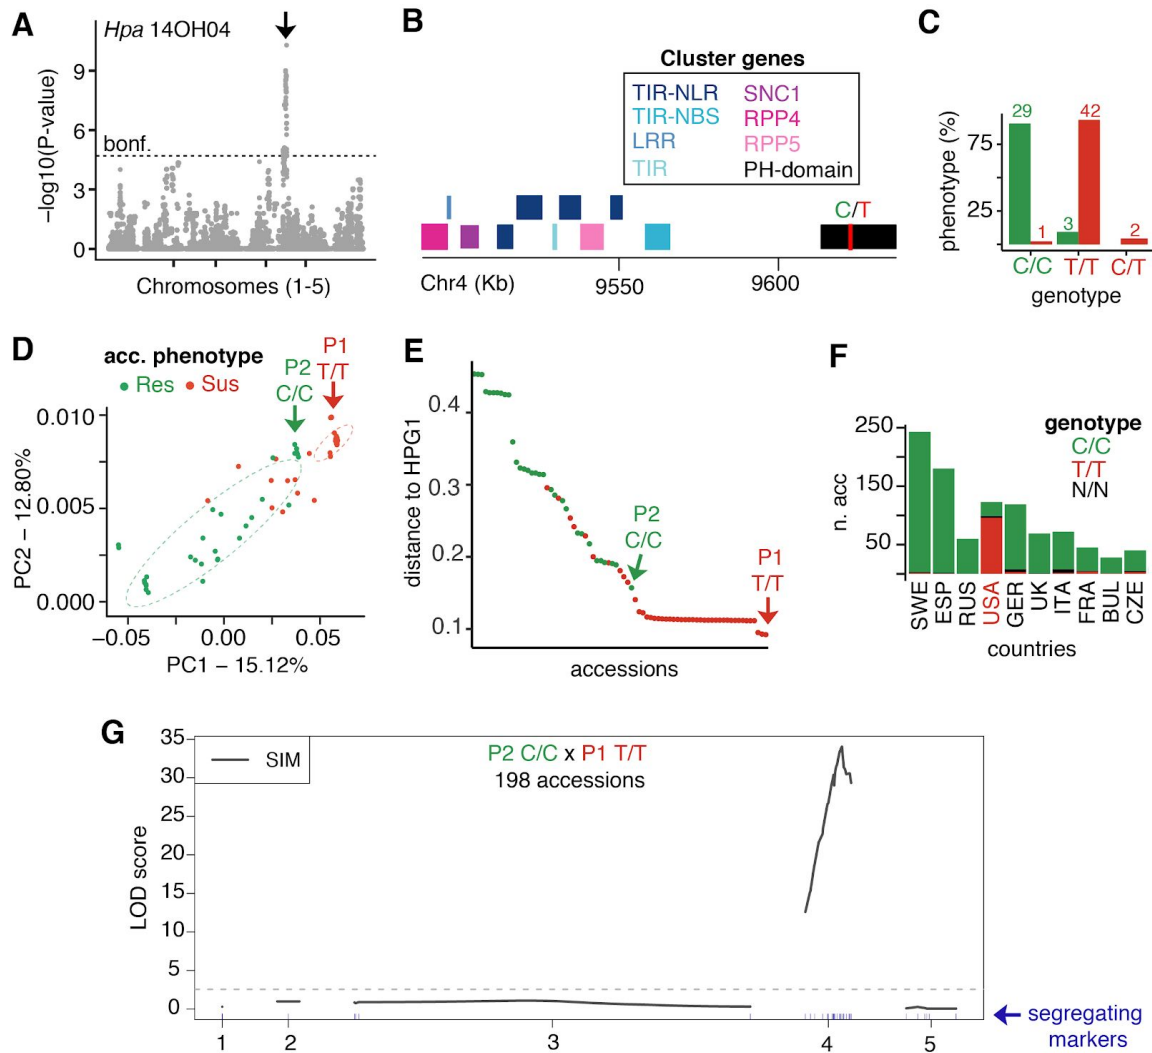 A
Hpa 14OH04
bonf.
9
6
3
0
−log10(P-value)
Chromosomes (1-5)
B
Cluster genes
TIR-NLR SNC1
TIR-NBS RPP4
LRR RPP5
TIR PH-domain
C/T
Chr4 (Kb) 9550 9600
C
29 1 3 42 2
75
25
phenotype (%)
C/C T/T C/T
genotype
D
acc. phenotype
Res Sus
P2
C/C
P1
T/T
0.010
0.005
0.000
PC2 – 12.80%
−0.05 0.00 0.05
PC1 – 15.12%
E
0.4
0.3
0.2
0.1
distance to HPG1
P2
C/C
P1
T/T
accessions
F
250
150
50
n. acc
genotype
C/C
T/T
N/N
SWE ESP RUS USA GER UK ITA FRA BUL CZE
countries
G
35
30
25
20
15
10
5
0
LOD score
SIM
P2 C/C x P1 T/T
198 accessions
1 2 3 4 5
segregating
markers